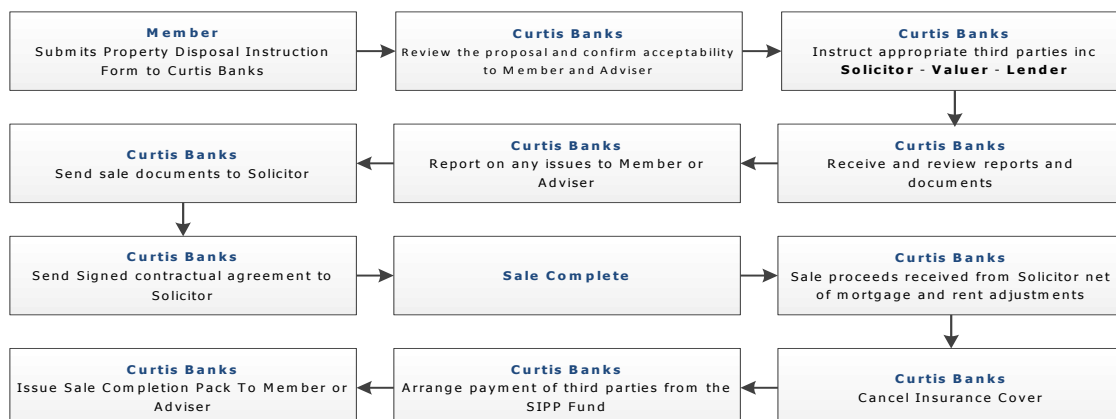 Member
Submits Property Disposal Instruction
Form to Curtis Banks
Curtis Banks
Review the proposal and confirm acceptability
to Member and Adviser
Curtis Banks
Instruct appropriate third parties inc
Solicitor - Valuer - Lender
Curtis Banks
Receive and review reports and
documents
Curtis Banks
Report on any issues to Member or
Adviser
Curtis Banks
Send sale documents to Solicitor
Curtis Banks
Send Signed contractual agreement to
Solicitor
Sale Complete
Curtis Banks
Sale proceeds received from Solicitor net
of mortgage and rent adjustments
Curtis Banks
Cancel Insurance Cover
Curtis Banks
Arrange payment of third parties from the
SIPP Fund
Curtis Banks
Issue Sale Completion Pack To Member or
Adviser